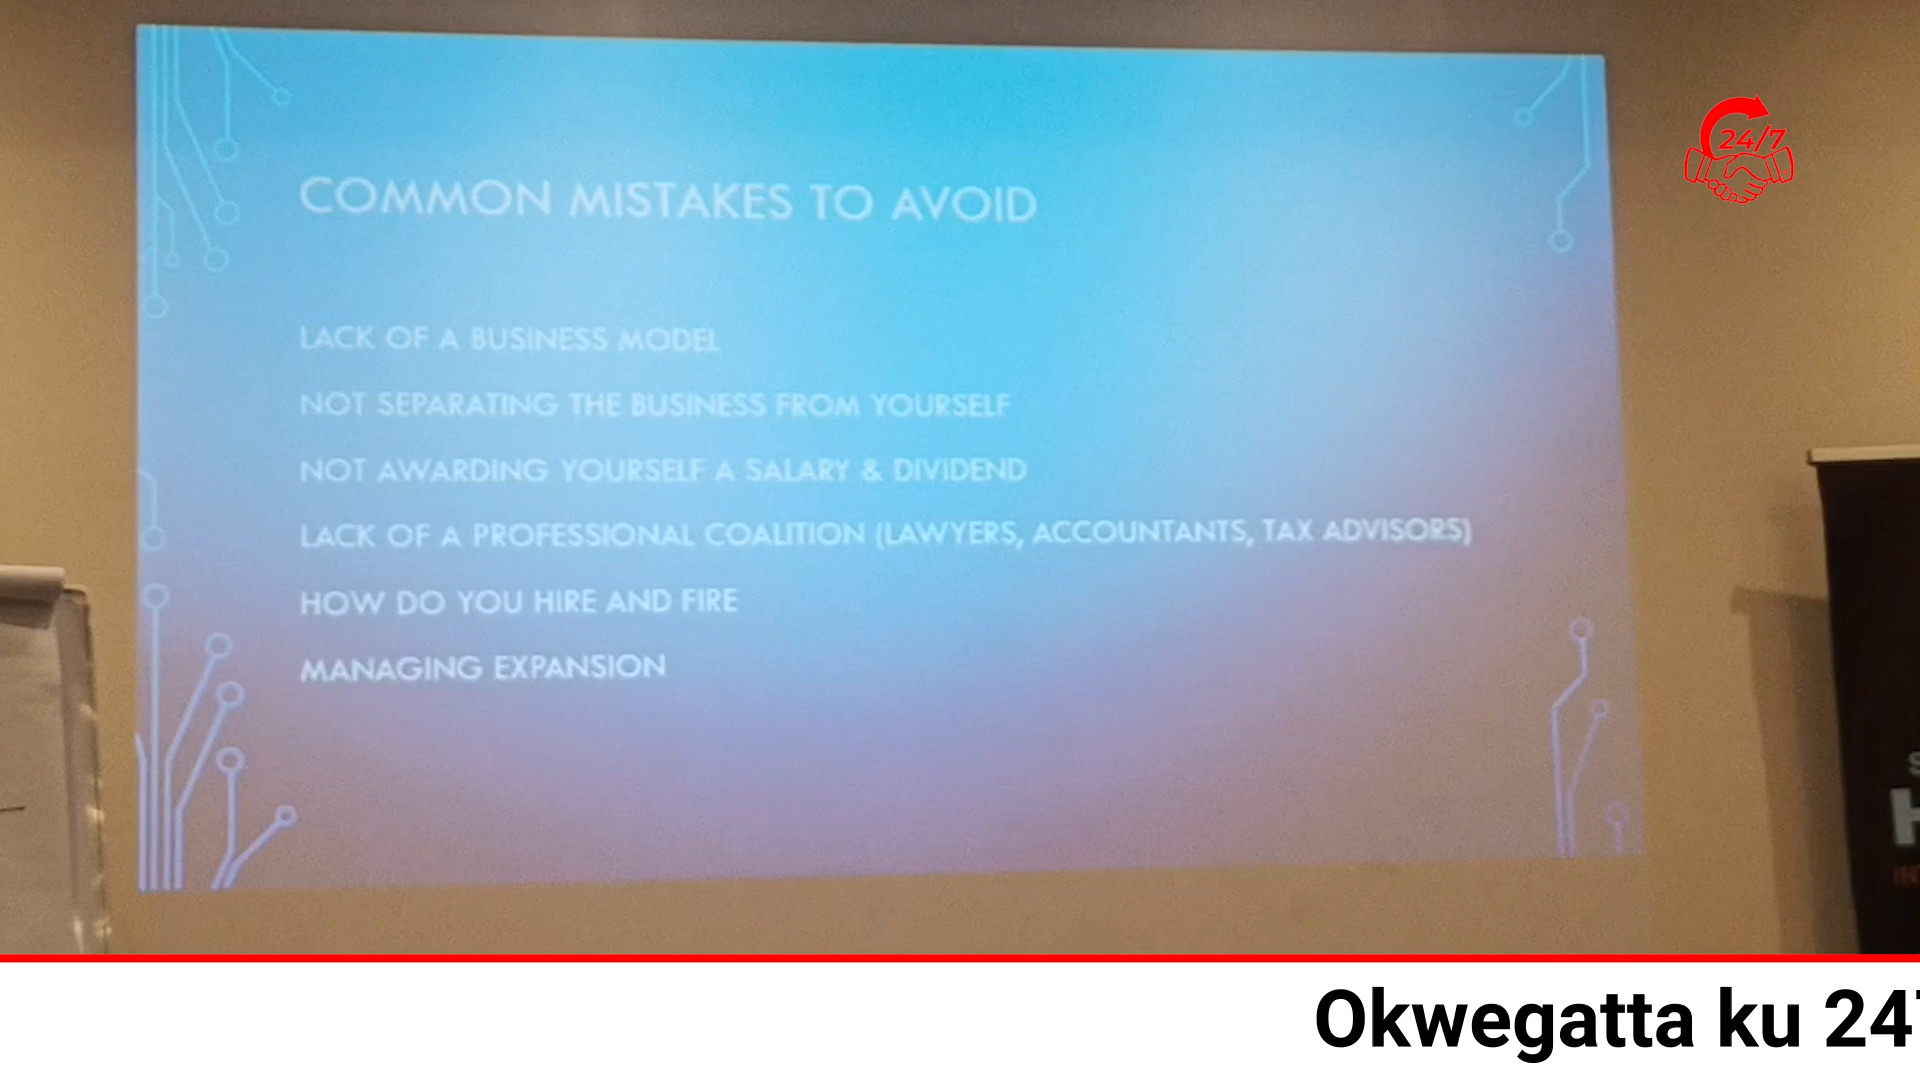 24/7
COMMON MISTAKES TO AVOID
LACK OF A BUSINESS MODEL
NOT SEPARATING THE BUSINESS FROM YOURSELF
NOT AWARDING YOURSELF A SALARY & DIVIDEND
LACK OF A PROFESSIONAL COALITION (LAWYERS, ACCOUNTANTS, TAX ADVISORS)
HOW DO YOU HIRE AND FIRE
MANAGING EXPANSION
Okwegatta ku 24